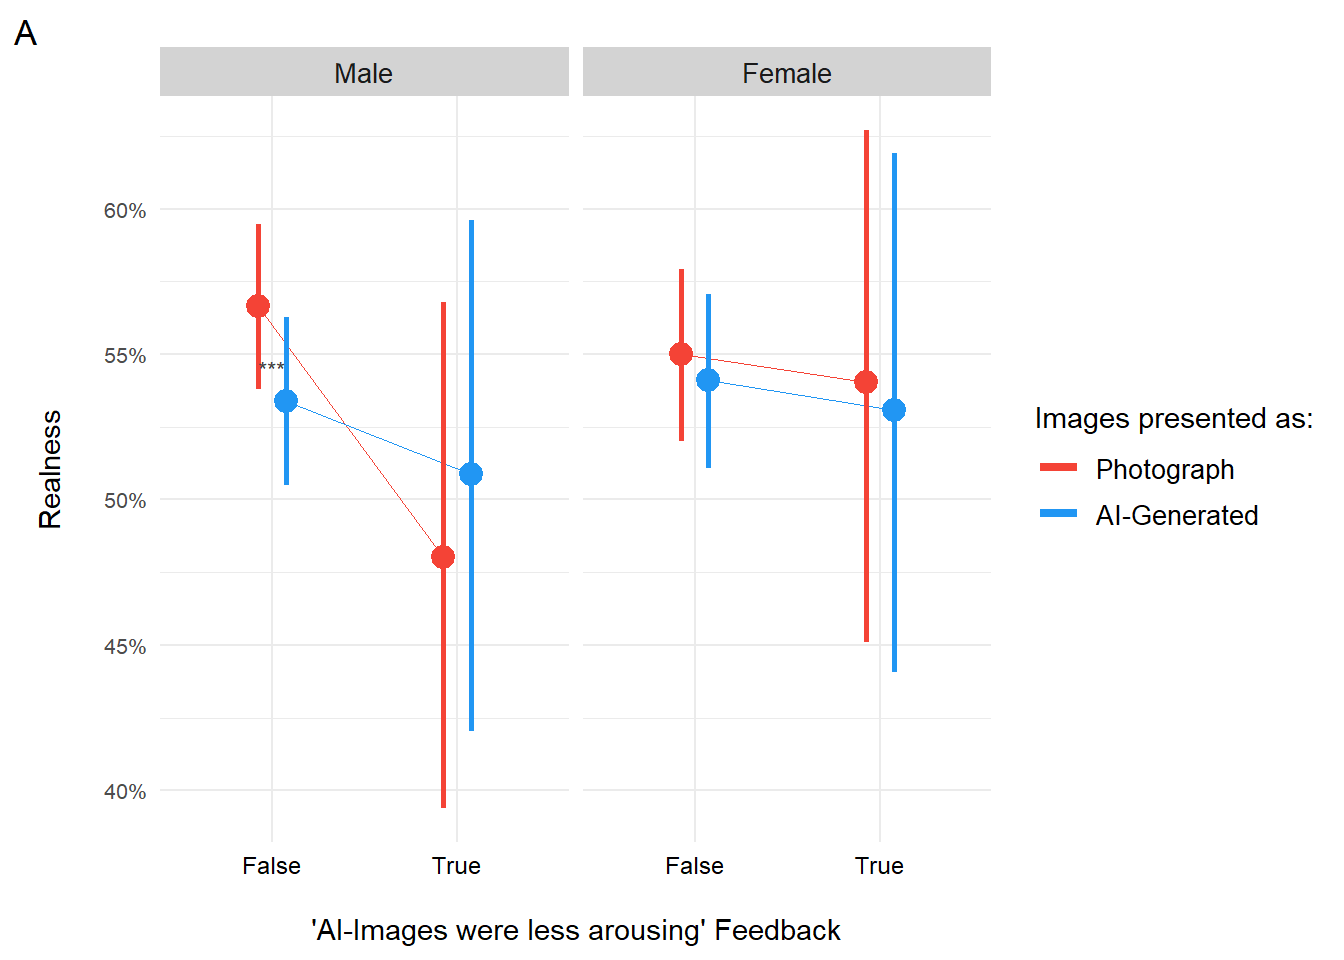 A
Male
Female
60%
55%
50%
45%
40%
***
Realness
False
True
False
True
'AI-Images were less arousing' Feedback
Images presented as:
Photograph
AI-Generated